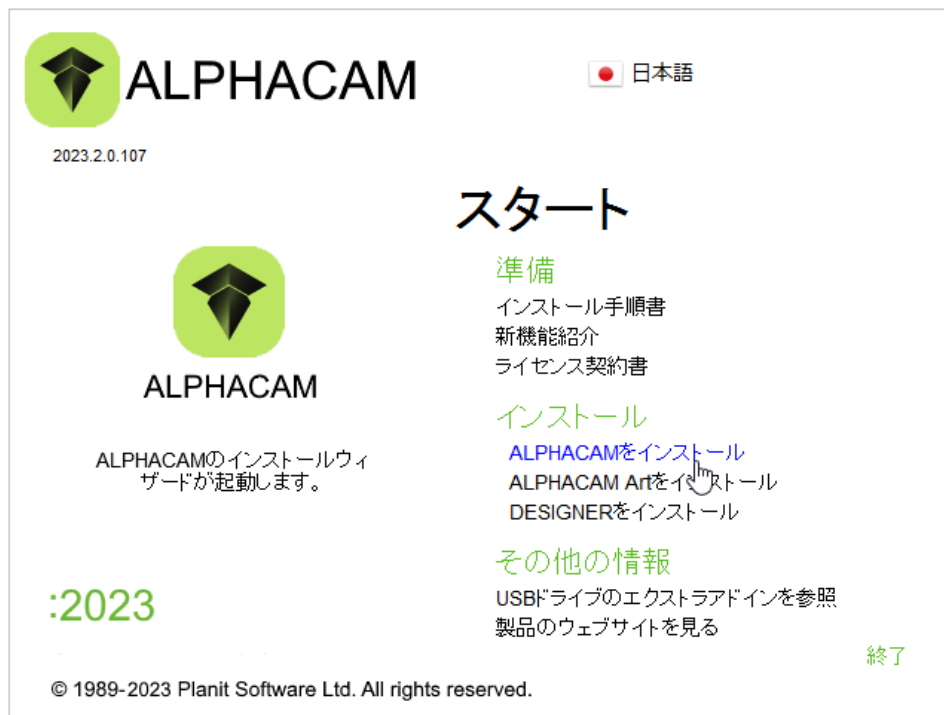 ALPHACAM
日本語
2023.2.0.107
スタート
準備
インストール手順書
新機能紹介
ライセンス契約書
ALPHACAM
インストール
ALPHACAMをインストール
ALPHACAM Artをインストール
DESIGNERをインストール
ALPHACAMのインストールウィ
ザードが起動します。
その他の情報
USBドライブのエクストラアドインを参照
製品のウェブサイトを見る
:2023
終了
© 1989-2023 Planit Software Ltd. All rights reserved.